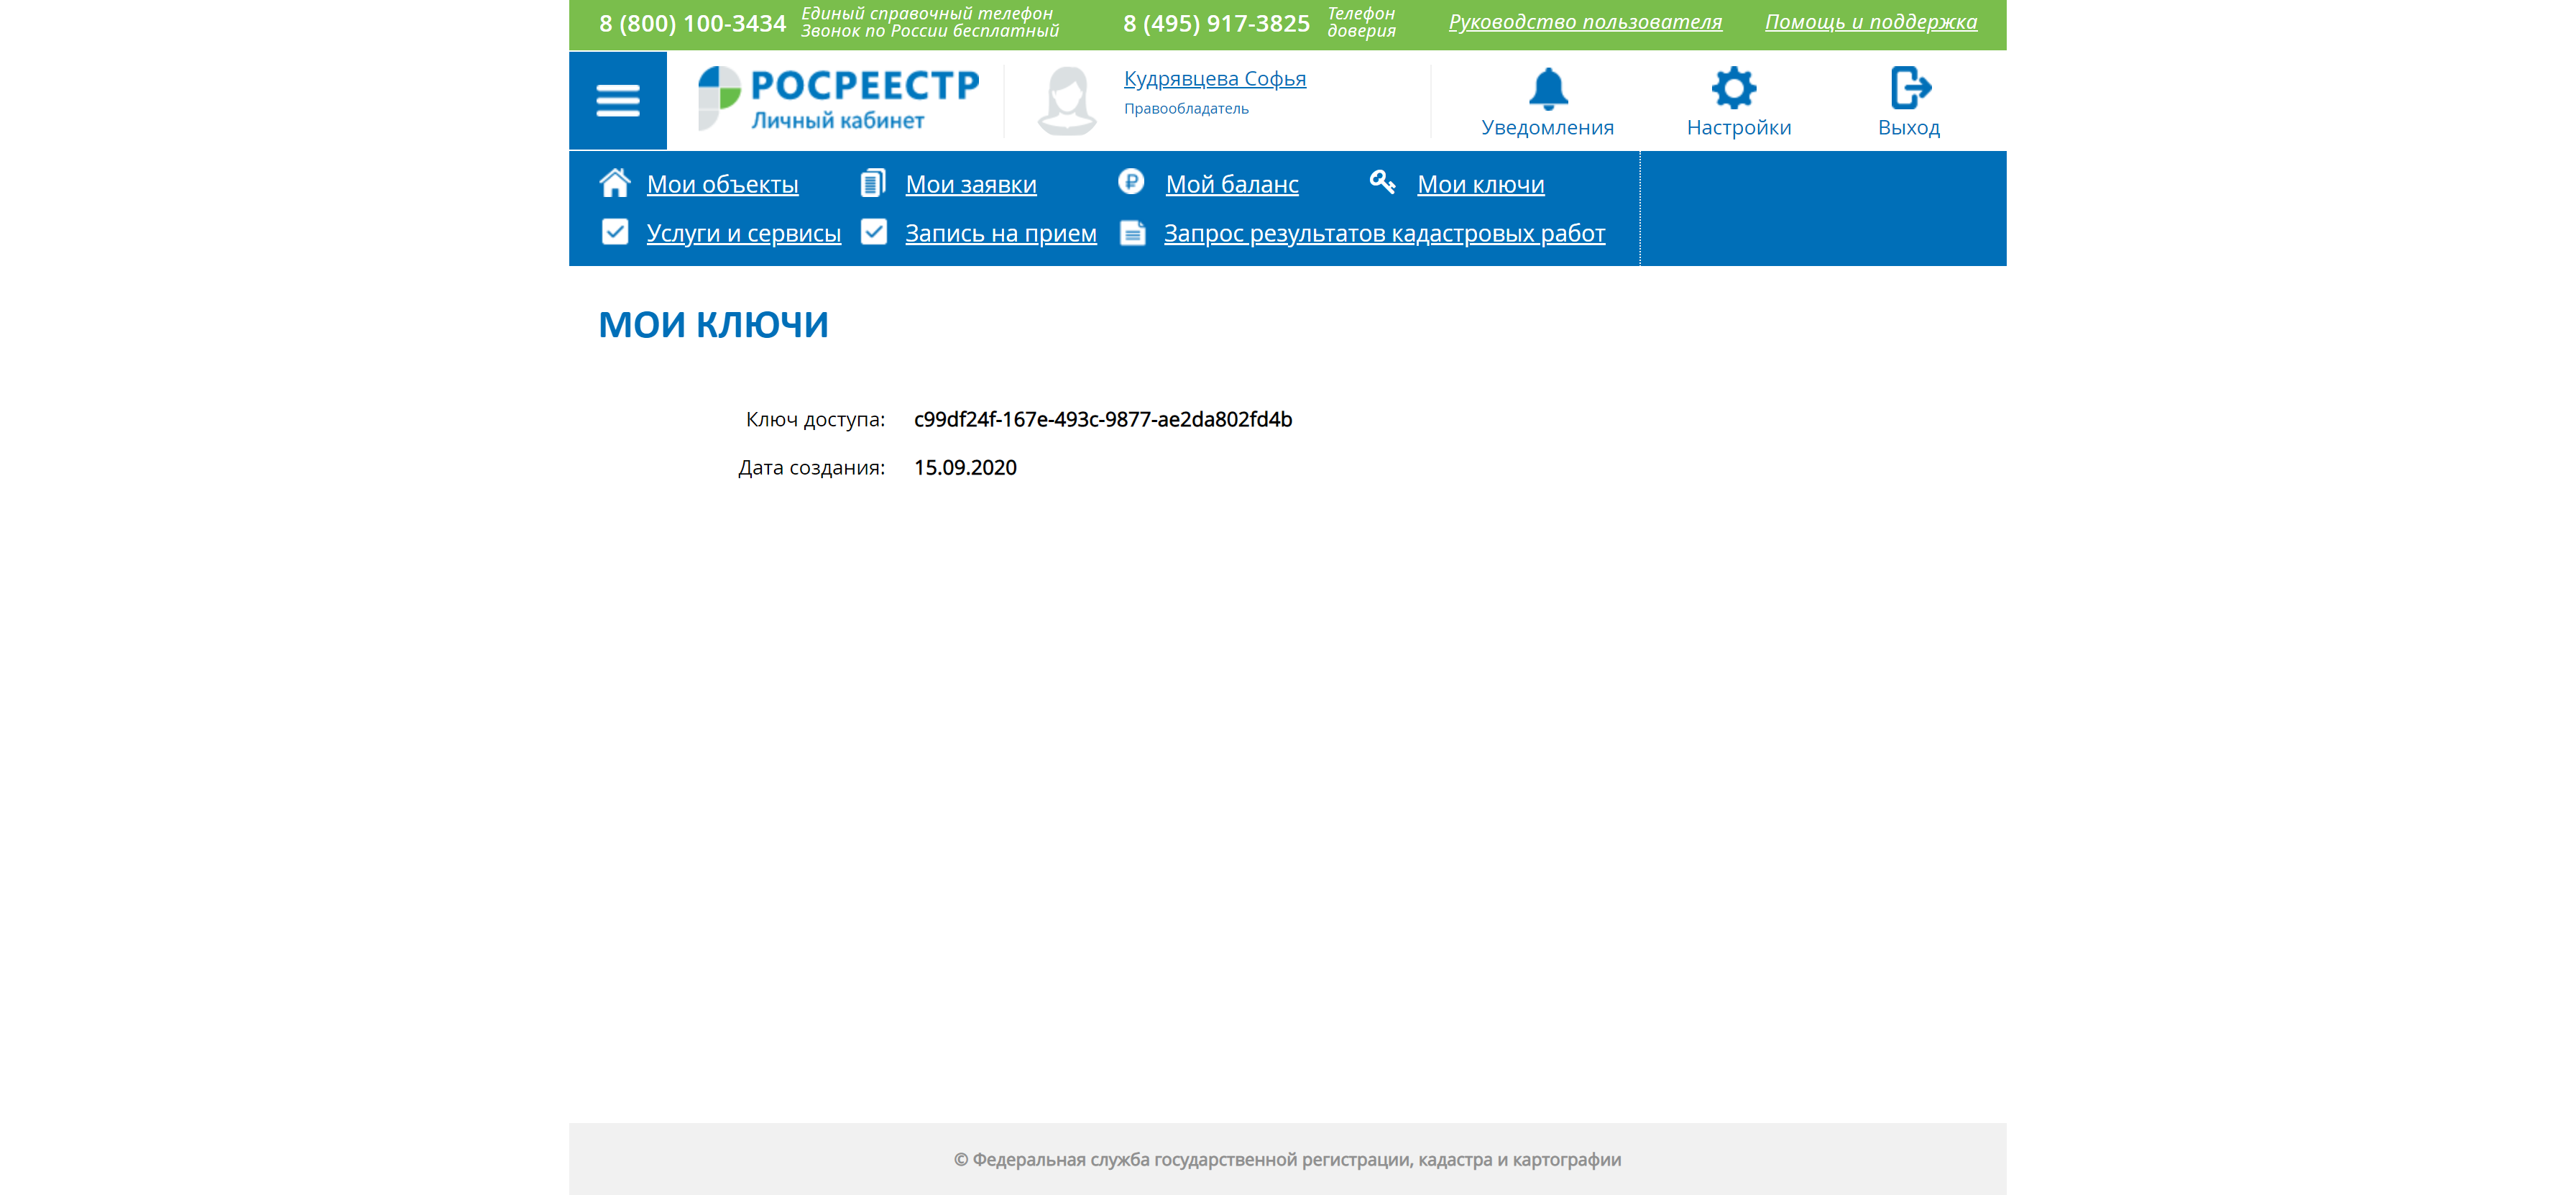 8 (800) 100-3434
Единый справочный телефон
Звонок по России бесплатный
8 (495) 917-3825
Телефон
доверия
Руководство пользователя
Помощь и поддержка
РОСРЕЕСТР
Личный кабинет
Кудрявцева Софья
Правообладатель
Уведомления
Настройки
Выход
Мои объекты
Мои заявки
Мой баланс
Мои ключи
Услуги и сервисы
Запись на прием
Запрос результатов кадастровых работ
МОИ КЛЮЧИ
Ключ доступа: c99df24f-167e-493c-9877-ae2da802fd4b
Дата создания: 15.09.2020
© Федеральная служба государственной регистрации, кадастра и картографии